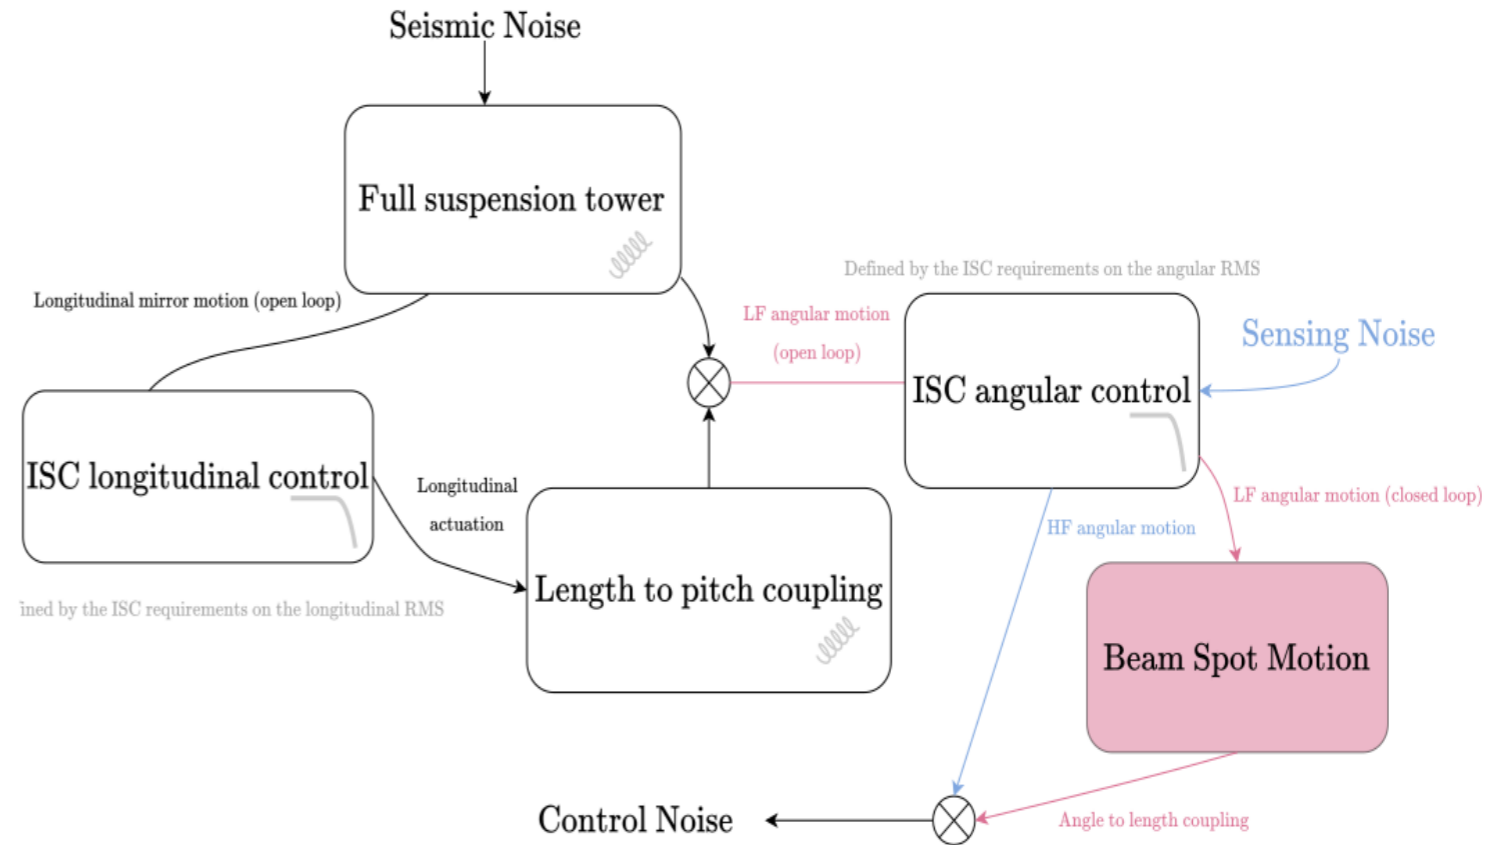 Seismic Noise
Full suspension tower
Longitudinal mirror motion (open loop)
Defined by the ISC requirements on the angular RMS
LF angular motion
(open loop)
Sensing Noise
ISC angular control
ISC longitudinal control
Longitudinal
actuation
LF angular motion (closed loop)
HF angular motion
Length to pitch coupling
ined by the ISC requirements on the longitudinal RMS
Beam Spot Motion
Control Noise
Angle to length coupling